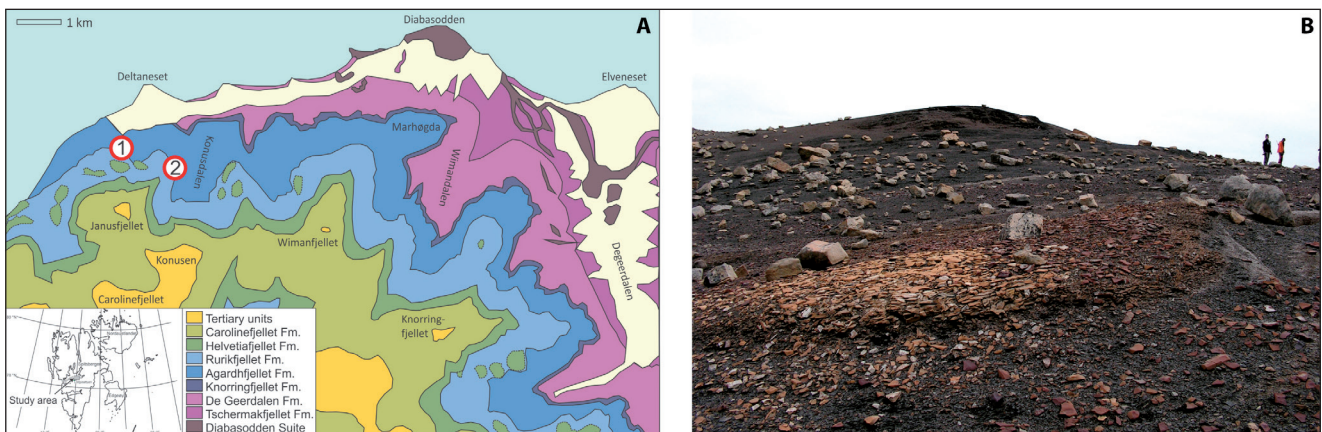 1 km
A
B
Diabasodden
Deltaneset
Elveneset
Marhøgda
1
2
Konusdalen
Wimandalen
Janusfjellet
Wimanfjellet
Degeerdalen
Konusen
Carolinefjellet
Knorring-
fjellet
Tertiary units
Carolinefjellet Fm.
Helvetiafjellet Fm.
Rurikfjellet Fm.
Agardhfjellet Fm.
Knorringfjellet Fm.
De Geerdalen Fm.
Tschermakfjellet Fm.
Diabasodden Suite
Study area